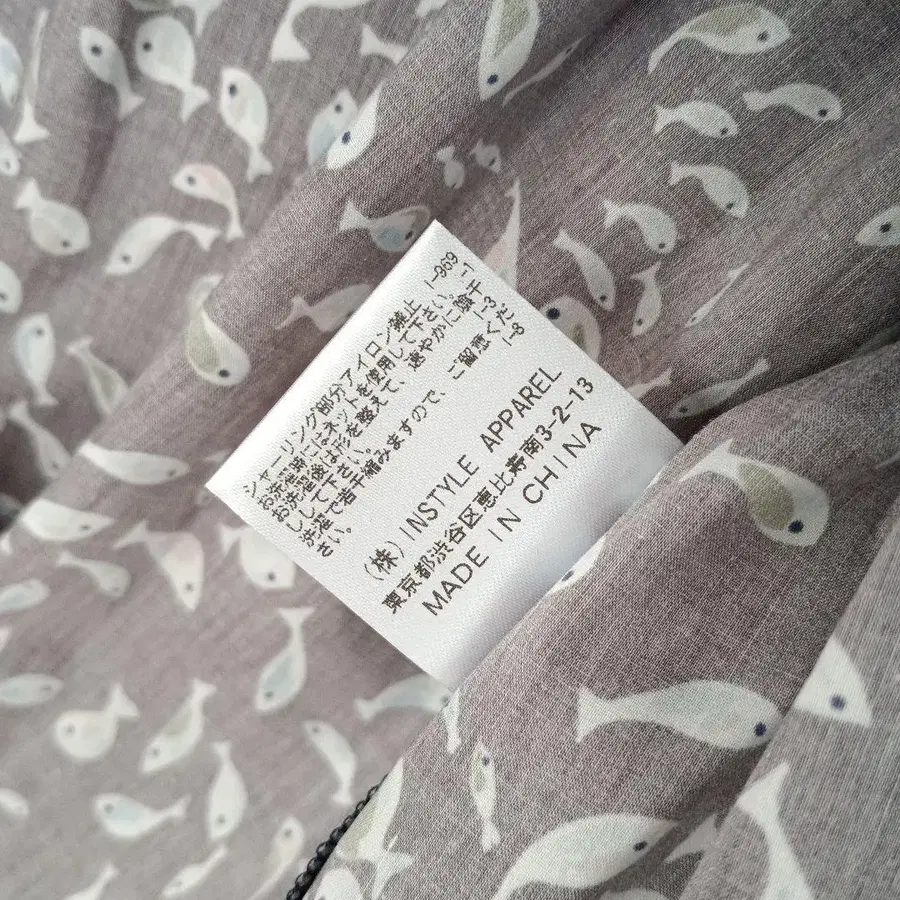 シャーリング部分アイロン禁止 I-969
お洗濯時にはネットを使用して下さい。 -1
お洗濯後は形を整えて、速やかに陰干 I-3
して下さい。
若干縮みますので、ご留意くだ I-8
さい。
(株)INSTYLE APPAREL
東京都渋谷区恵比寿南3-2-13
MADE IN CHINA